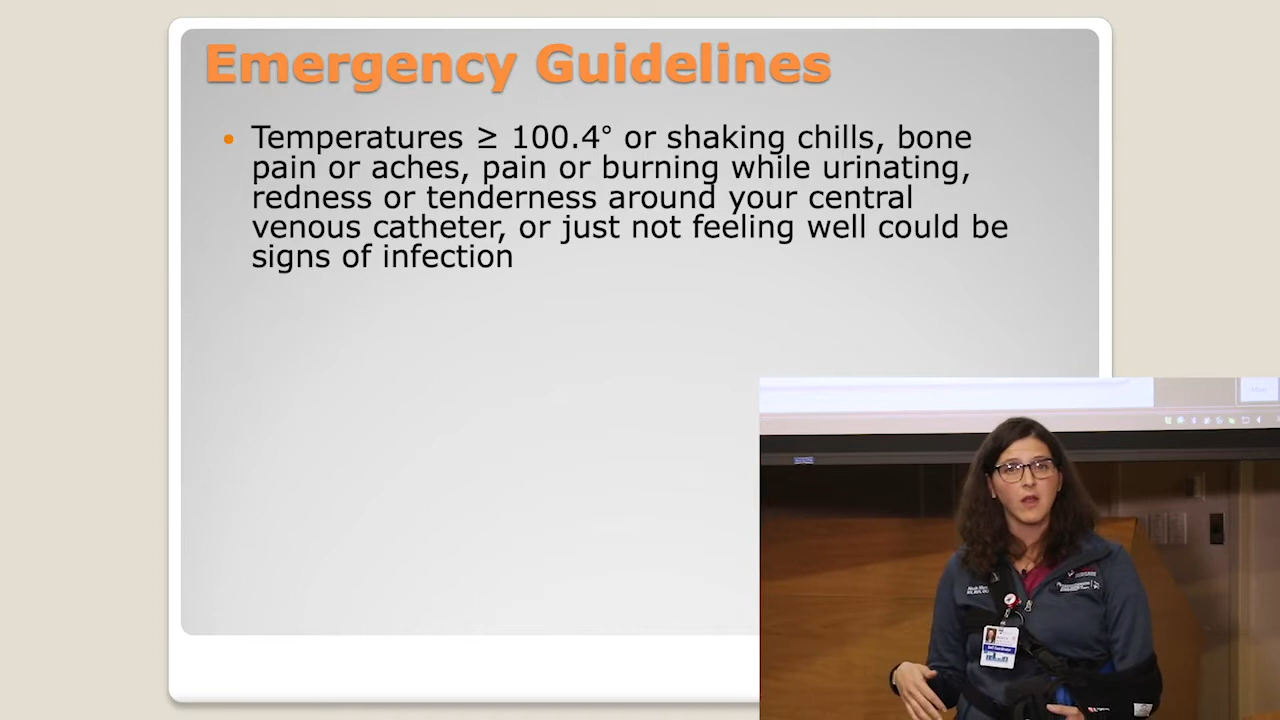 Emergency Guidelines
• Temperatures ≥ 100.4° or shaking chills, bone
pain or aches, pain or burning while urinating,
redness or tenderness around your central
venous catheter, or just not feeling well could be
signs of infection